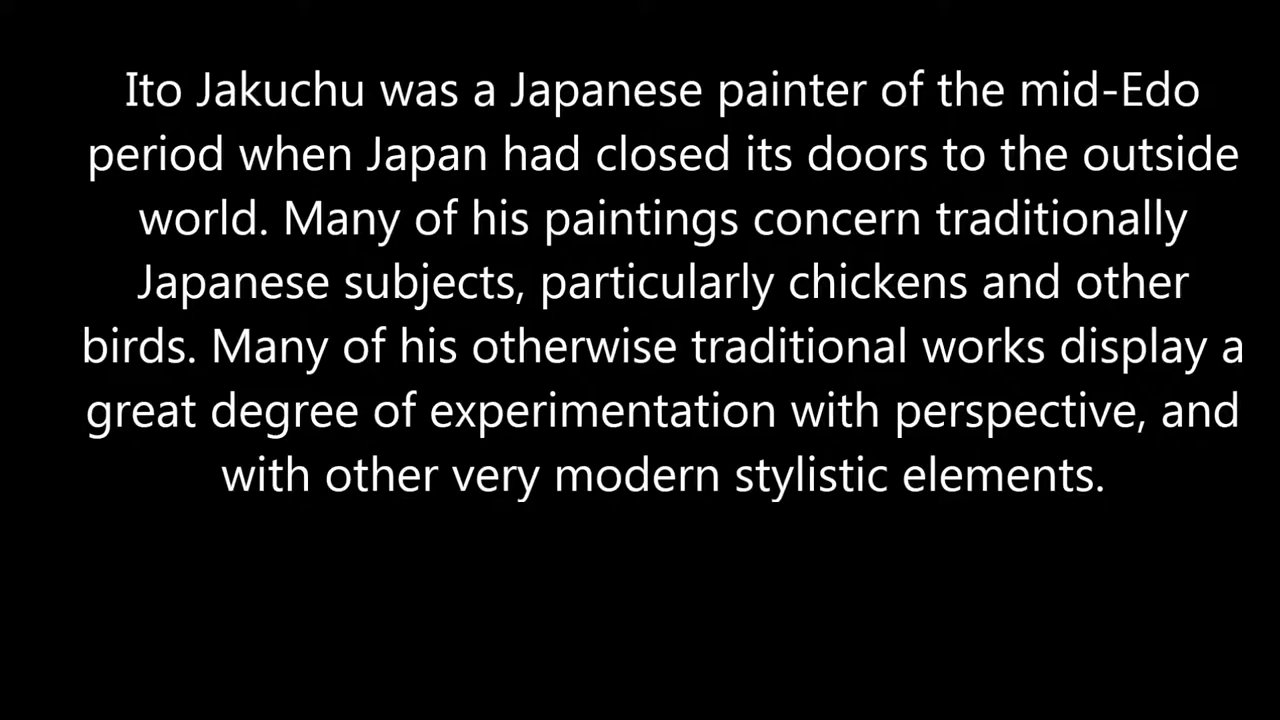 Ito Jakuchu was a Japanese painter of the mid-Edo
period when Japan had closed its doors to the outside
world. Many of his paintings concern traditionally
Japanese subjects, particularly chickens and other
birds. Many of his otherwise traditional works display a
great degree of experimentation with perspective, and
with other very modern stylistic elements.